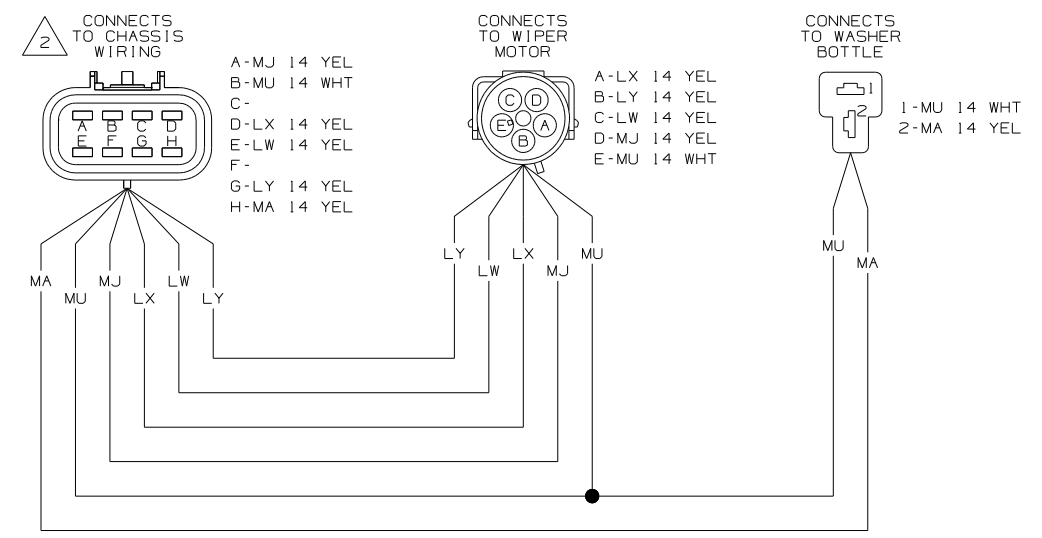 2
CONNECTS
TO CHASSIS
WIRING
A-MJ 14 YEL
B-MU 14 WHT
C-
D-LX 14 YEL
E-LW 14 YEL
F-
G-LY 14 YEL
H-MA 14 YEL
A B C D
E F G H
MA
MU
MJ
LX
LW
LY
CONNECTS
TO WIPER
MOTOR
C D
E A
B
A-LX 14 YEL
B-LY 14 YEL
C-LW 14 YEL
D-MJ 14 YEL
E-MU 14 WHT
LY
LW
LX
MJ
MU
CONNECTS
TO WASHER
BOTTLE
1
2
1-MU 14 WHT
2-MA 14 YEL
MU
MA